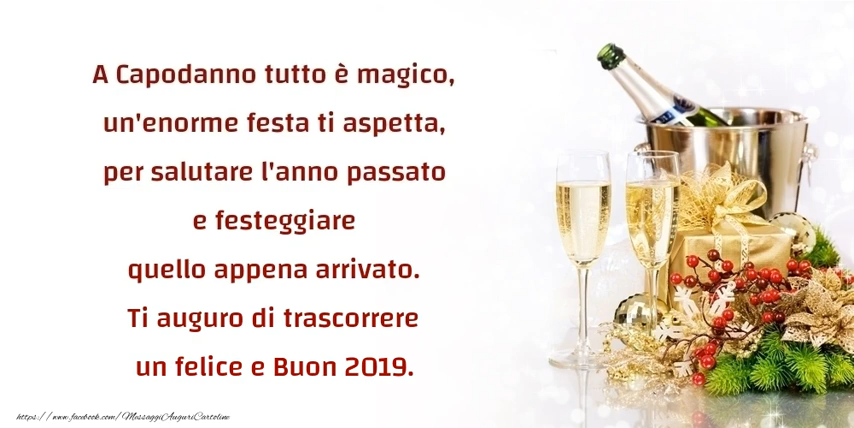 A Capodanno tutto è magico,
un'enorme festa ti aspetta,
per salutare l'anno passato
e festeggiare
quello appena arrivato.
Ti auguro di trascorrere
un felice e Buon 2019.
https://www.facebook.com/MessaggiAuguriCartoline